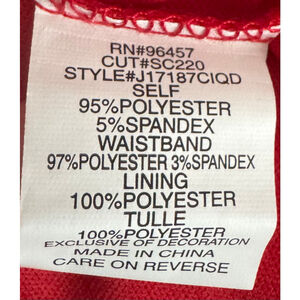 RN#96457
CUT#SC220
STYLE#J17187CIQD
SELF
95%POLYESTER
5%SPANDEX
WAISTBAND
97%POLYESTER 3%SPANDEX
LINING
100%POLYESTER
TULLE
100%POLYESTER
EXCLUSIVE OF DECORATION
MADE IN CHINA
CARE ON REVERSE